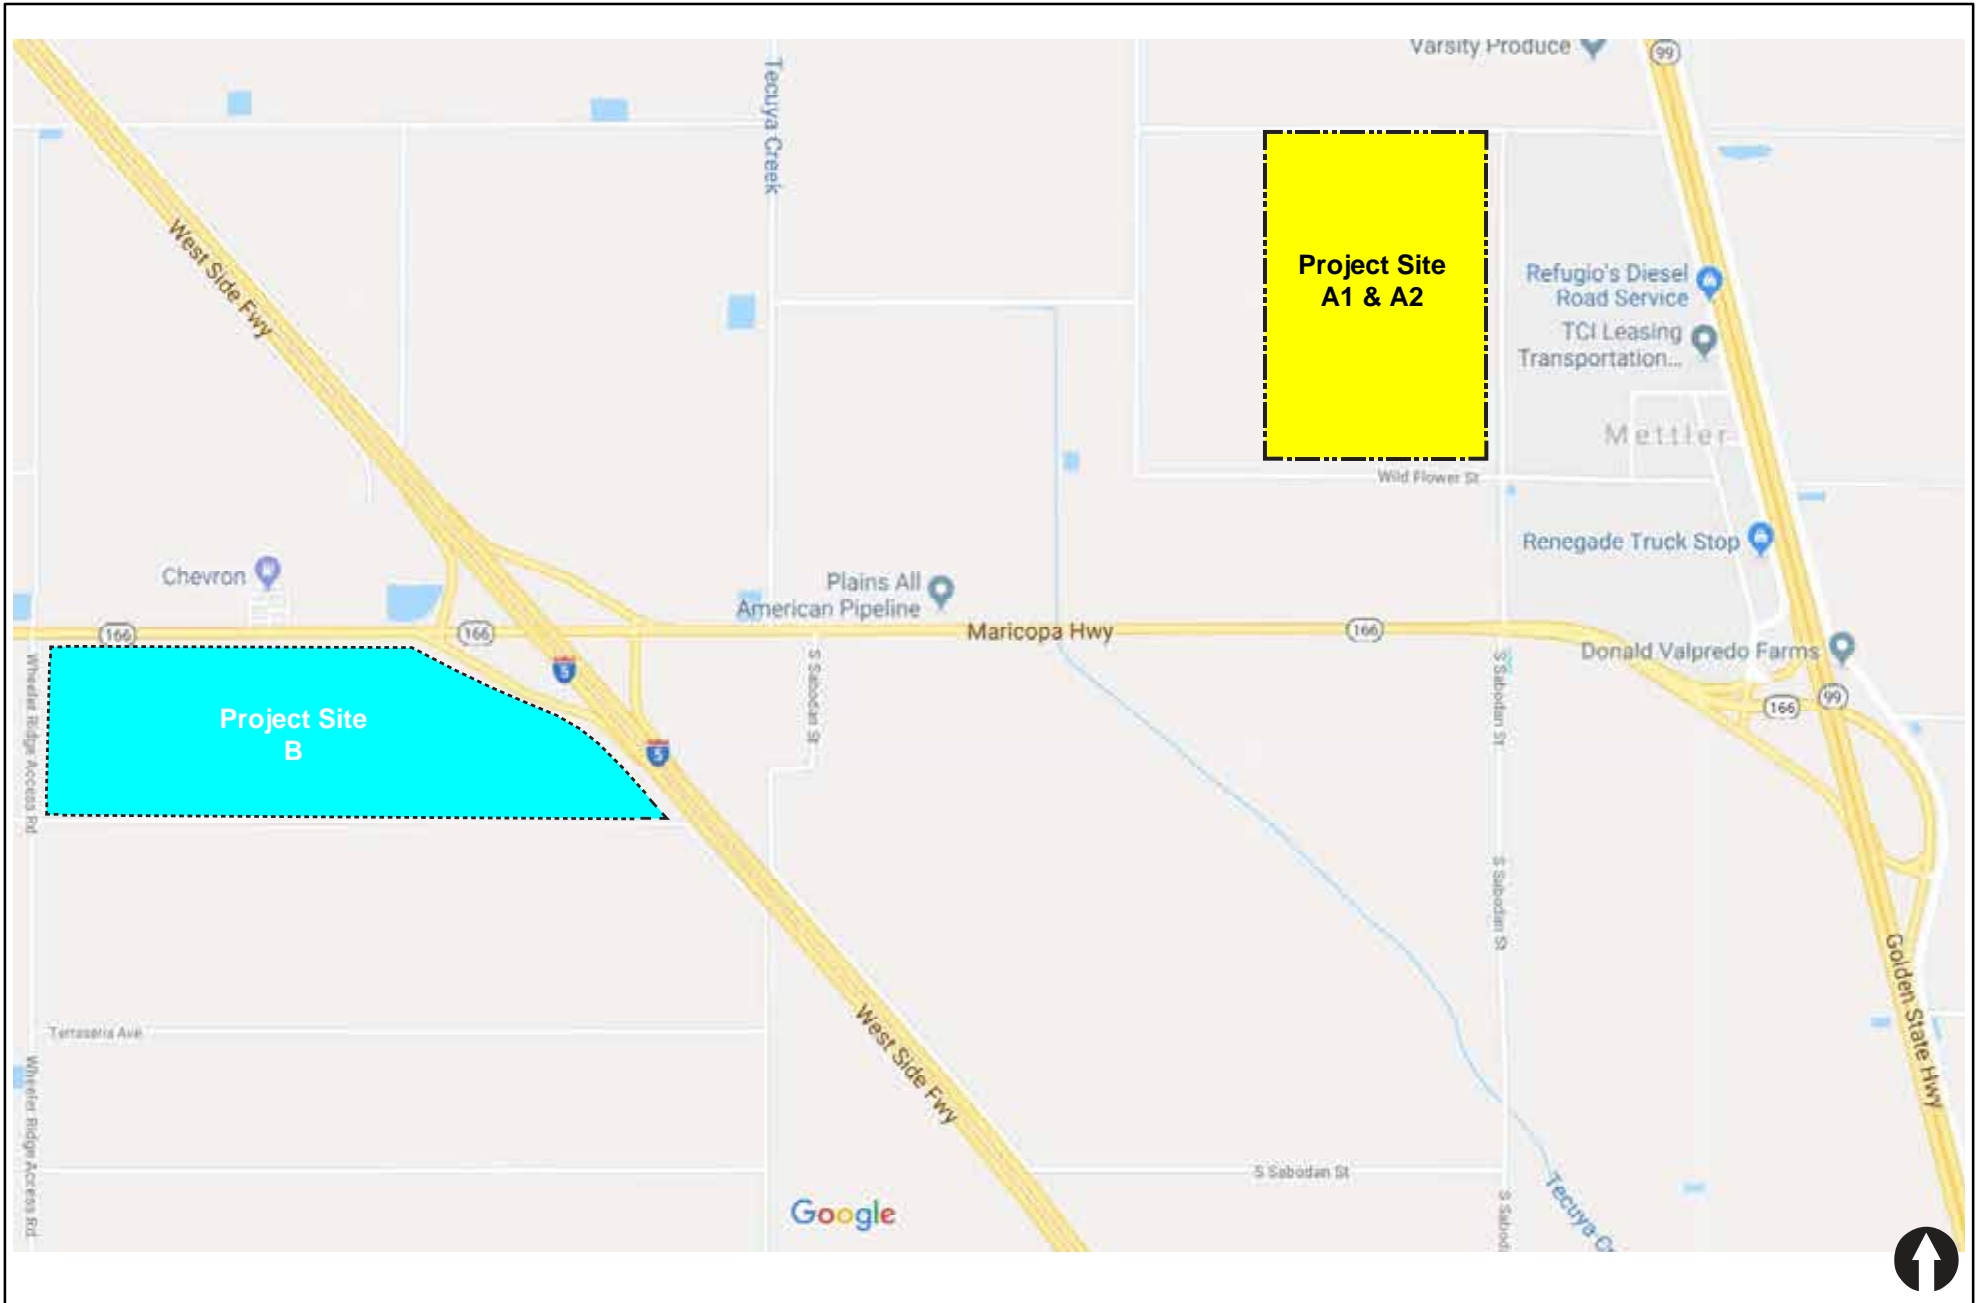 Varsity Produce
99
Tecuya Creek
West Side Fwy
Project Site
A1 & A2
Refugio's Diesel
Road Service
TCI Leasing
Transportation...
Mettler
Wild Flower St
Renegade Truck Stop
Chevron
Plains All
American Pipeline
166
166
Maricopa Hwy
166
Donald Valpredo Farms
5
S Sabodan St
S Sabodan St
Wheeler Ridge Access Rd
Project Site
B
5
166
99
S Sabodan St
Golden State Hwy
West Side Fwy
Wheeler Ridge Access Rd
S Sabodan St
Tecuya
Google